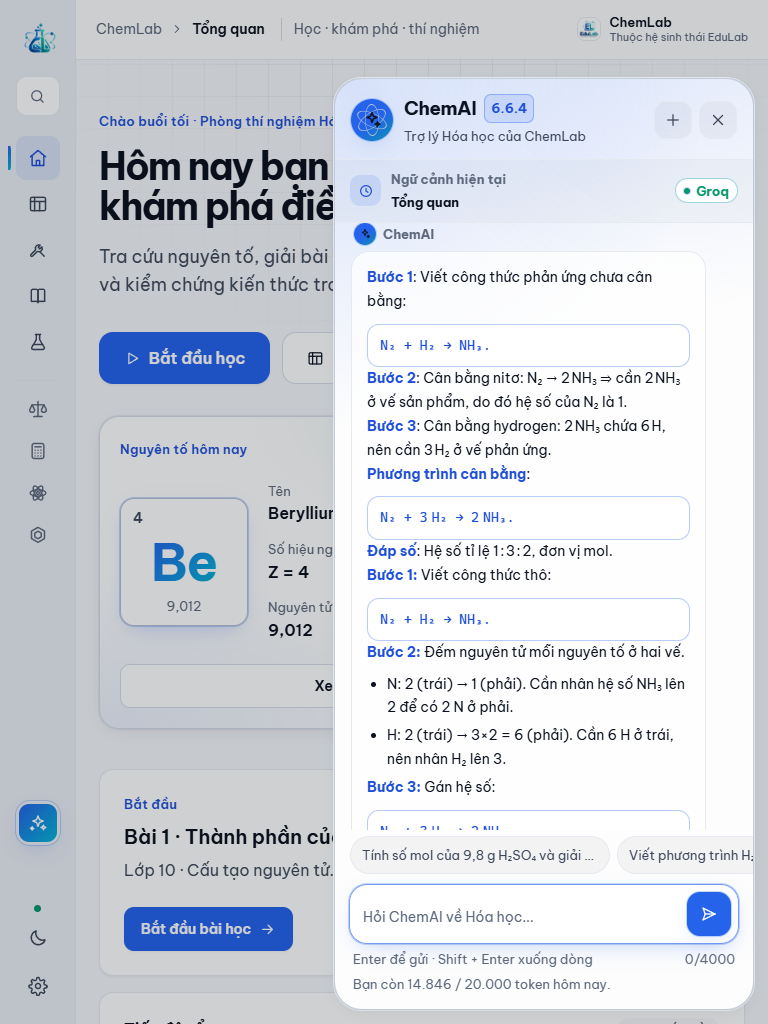 ChemLab > Tổng quan Học · khám phá · thí nghiệm
ChemLab
Thuộc hệ sinh thái EduLab
Chào buổi tối · Phòng thí nghiệm
Hôm nay bạn
khám phá
Tra cứu nguyên tố, giải bài
và kiểm chứng kiến thức
Bắt đầu học
Nguyên tố hôm nay
4
Be
9,012
Tên
Beryllium
Số hiệu
Z = 4
Nguyên tử
9,012
Bắt đầu
Bài 1 · Thành phần
Lớp 10 · Cấu tạo nguyên tử.
Bắt đầu bài học →
ChemAI 6.6.4
Trợ lý Hóa học của ChemLab
Ngữ cảnh hiện tại
Tổng quan
Groq
ChemAI
Bước 1: Viết công thức phản ứng chưa cân
bằng:
N₂ + H₂ → NH₃.
Bước 2: Cân bằng nitơ: N₂ → 2 NH₃ ⇒ cần 2 NH₃
ở vế sản phẩm, do đó hệ số của N₂ là 1.
Bước 3: Cân bằng hydrogen: 2 NH₃ chứa 6 H,
nên cần 3 H₂ ở vế phản ứng.
Phương trình cân bằng:
N₂ + 3 H₂ → 2 NH₃.
Đáp số: Hệ số tỉ lệ 1 : 3 : 2, đơn vị mol.
Bước 1: Viết công thức thô:
N₂ + H₂ → NH₃.
Bước 2: Đếm nguyên tử mỗi nguyên tố ở hai vế.
• N: 2 (trái) → 1 (phải). Cần nhân hệ số NH₃ lên
2 để có 2 N ở phải.
• H: 2 (trái) → 3×2 = 6 (phải). Cần 6 H ở trái,
nên nhân H₂ lên 3.
Bước 3: Gán hệ số:
Tính số mol của 9,8 g H₂SO₄ và giải ...
Viết phương trình
Hỏi ChemAI về Hóa học...
Enter để gửi · Shift + Enter xuống dòng 0/4000
Bạn còn 14.846 / 20.000 token hôm nay.